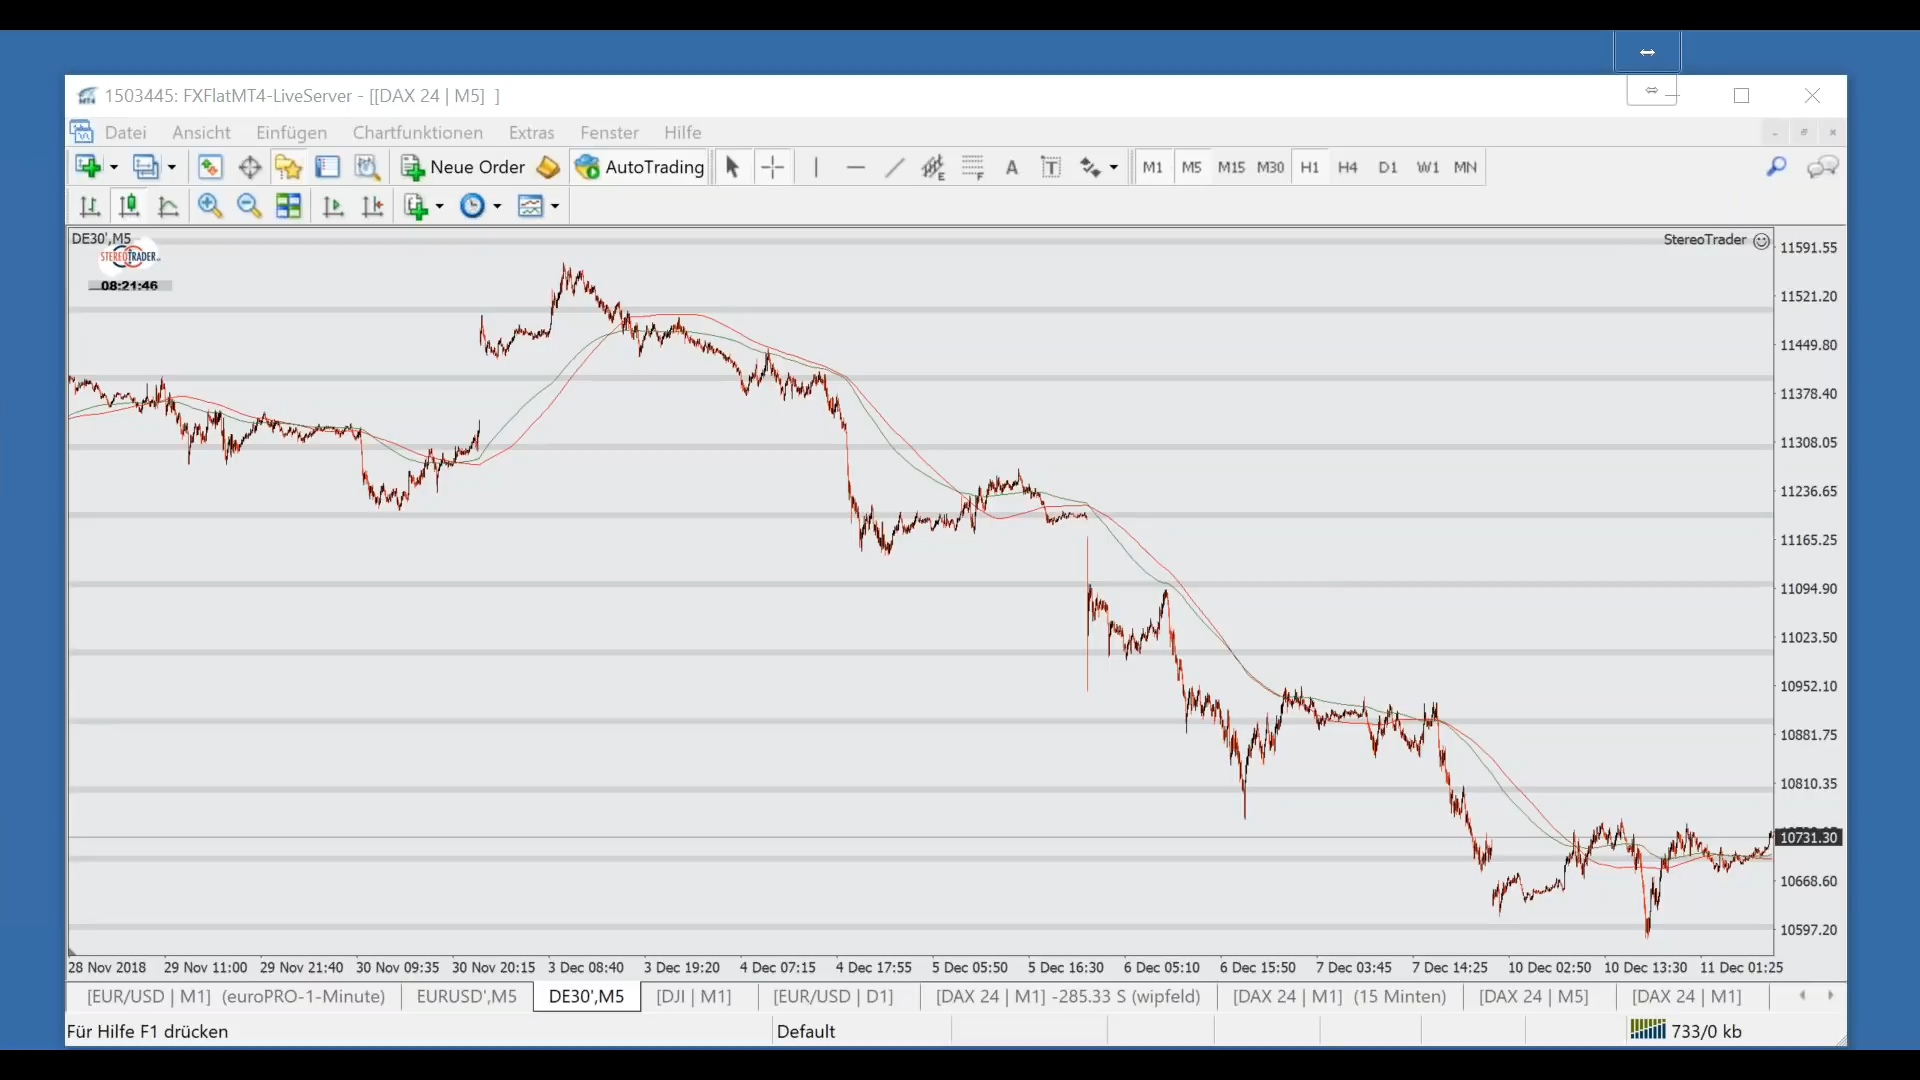 1503445: FXFlatMT4-LiveServer - [[DAX 24 | M5] ]
Datei Ansicht Einfügen Chartfunktionen Extras Fenster Hilfe
Neue Order AutoTrading A T M1 M5 M15 M30 H1 H4 D1 W1 MN
DE30',M5
StereoTrader
STEREOTRADER
08:21:46
11591.55
11521.20
11449.80
11378.40
11308.05
11236.65
11165.25
11094.90
11023.50
10952.10
10881.75
10810.35
10731.30
10668.60
10597.20
28 Nov 2018 29 Nov 11:00 29 Nov 21:40 30 Nov 09:35 30 Nov 20:15 3 Dec 08:40 3 Dec 19:20 4 Dec 07:15 4 Dec 17:55 5 Dec 05:50 5 Dec 16:30 6 Dec 05:10 6 Dec 15:50 7 Dec 03:45 7 Dec 14:25 10 Dec 02:50 10 Dec 13:30 11 Dec 01:25
[EUR/USD | M1] (euroPRO-1-Minute) EURUSD',M5 DE30',M5 [DJI | M1] [EUR/USD | D1] [DAX 24 | M1] -285.33 S (wipfeld) [DAX 24 | M1] (15 Minten) [DAX 24 | M5] [DAX 24 | M1]
Für Hilfe F1 drücken Default 733/0 kb